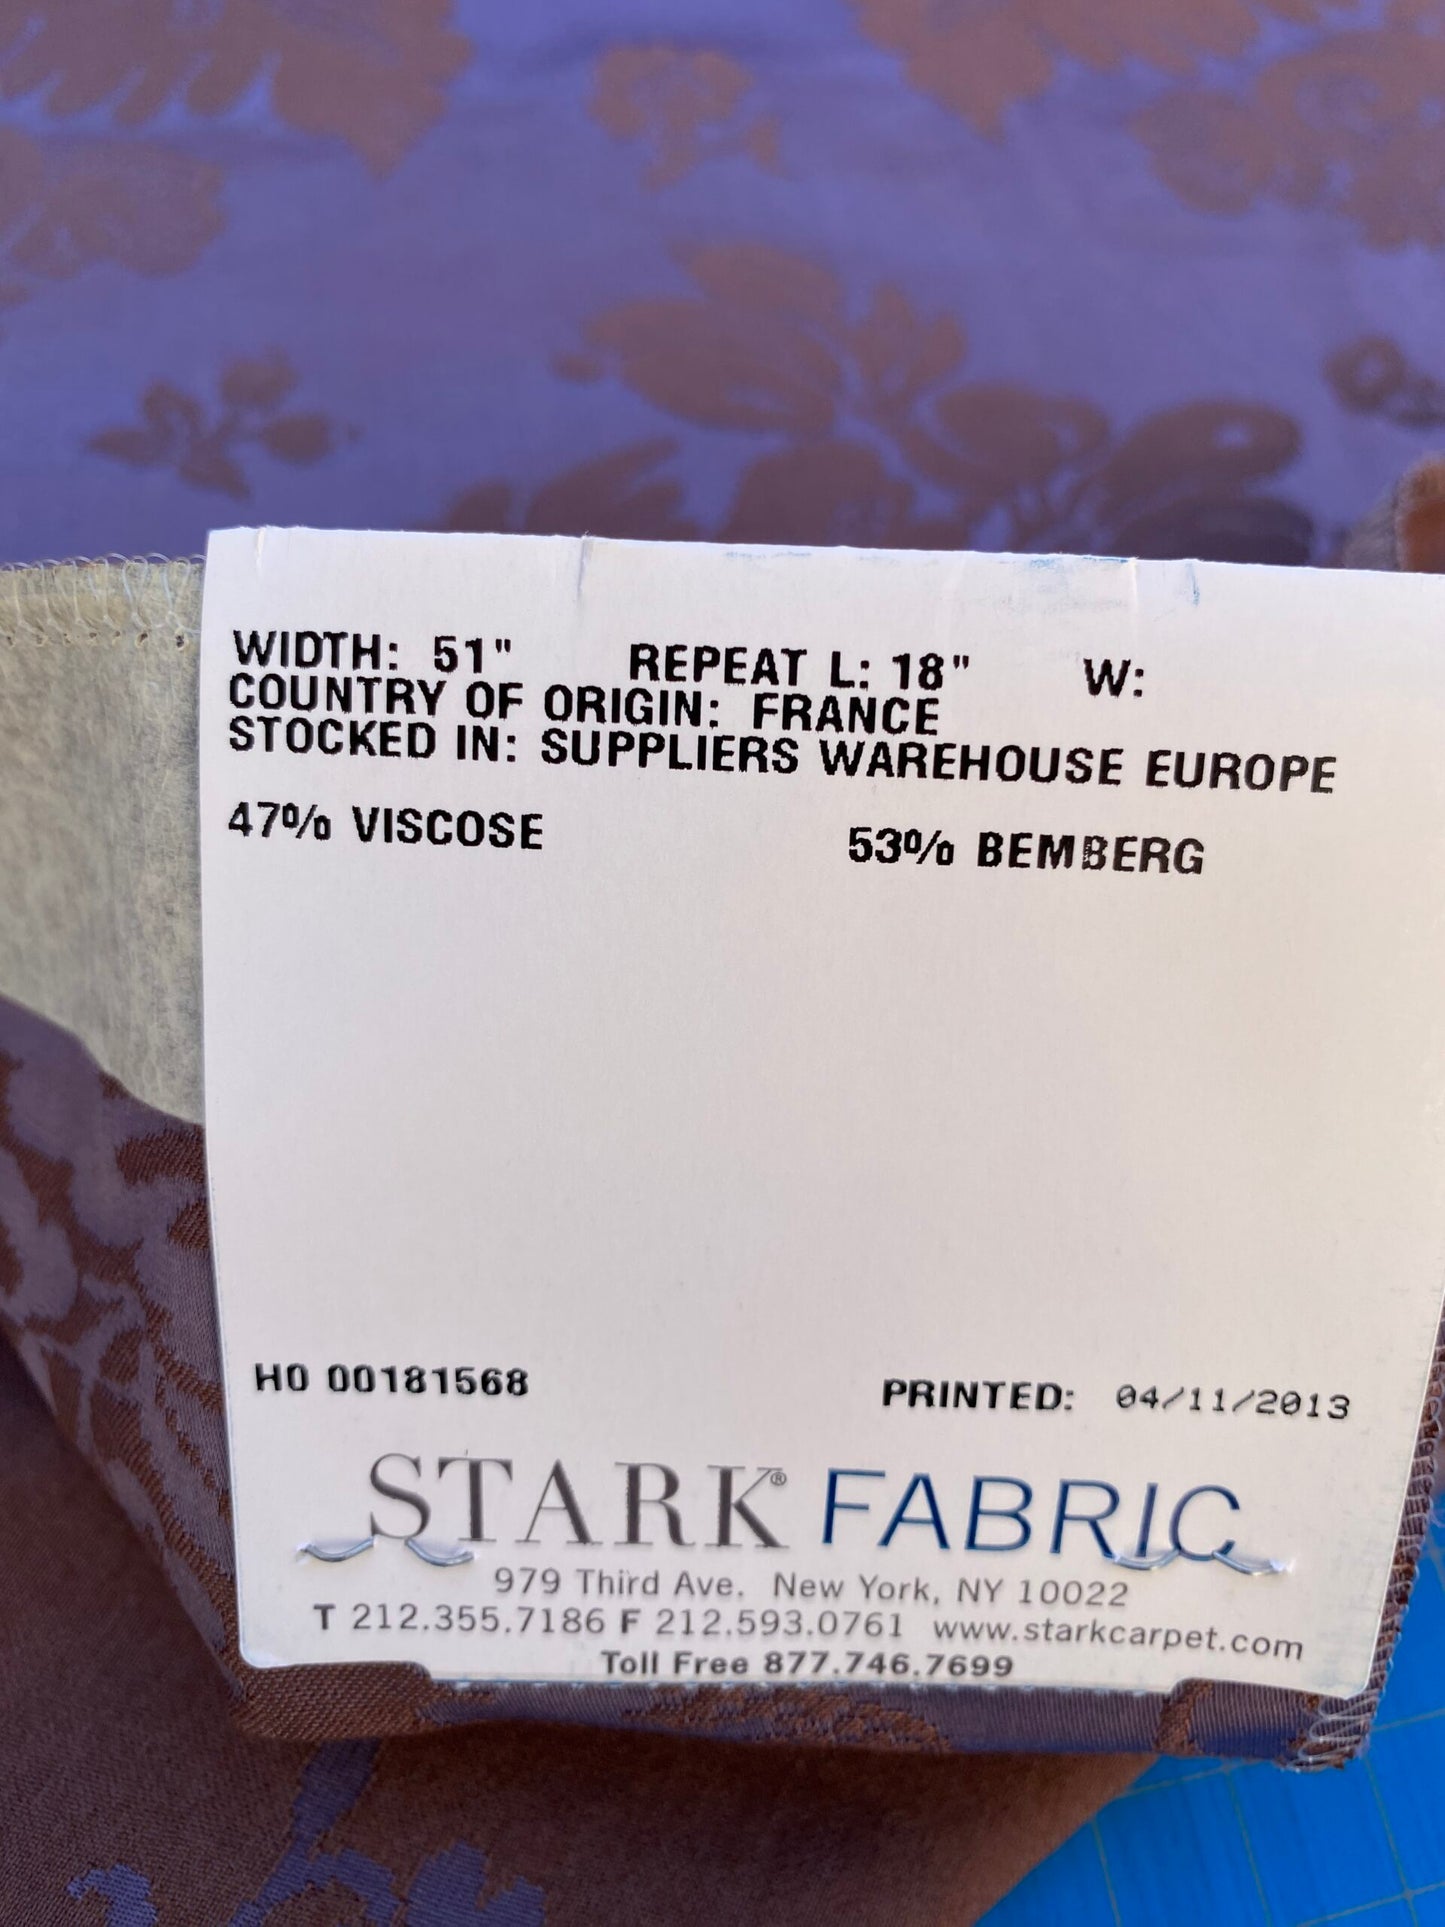 WIDTH: 51" REPEAT L: 18" W:
COUNTRY OF ORIGIN: FRANCE
STOCKED IN: SUPPLIERS WAREHOUSE EUROPE
47% VISCOSE 53% BEMBERG
HO 00181568 PRINTED: 04/11/2013
STARK® FABRIC
979 Third Ave. New York, NY 10022
T 212.355.7186 F 212.593.0761 www.starkcarpet.com
Toll Free 877.746.7699